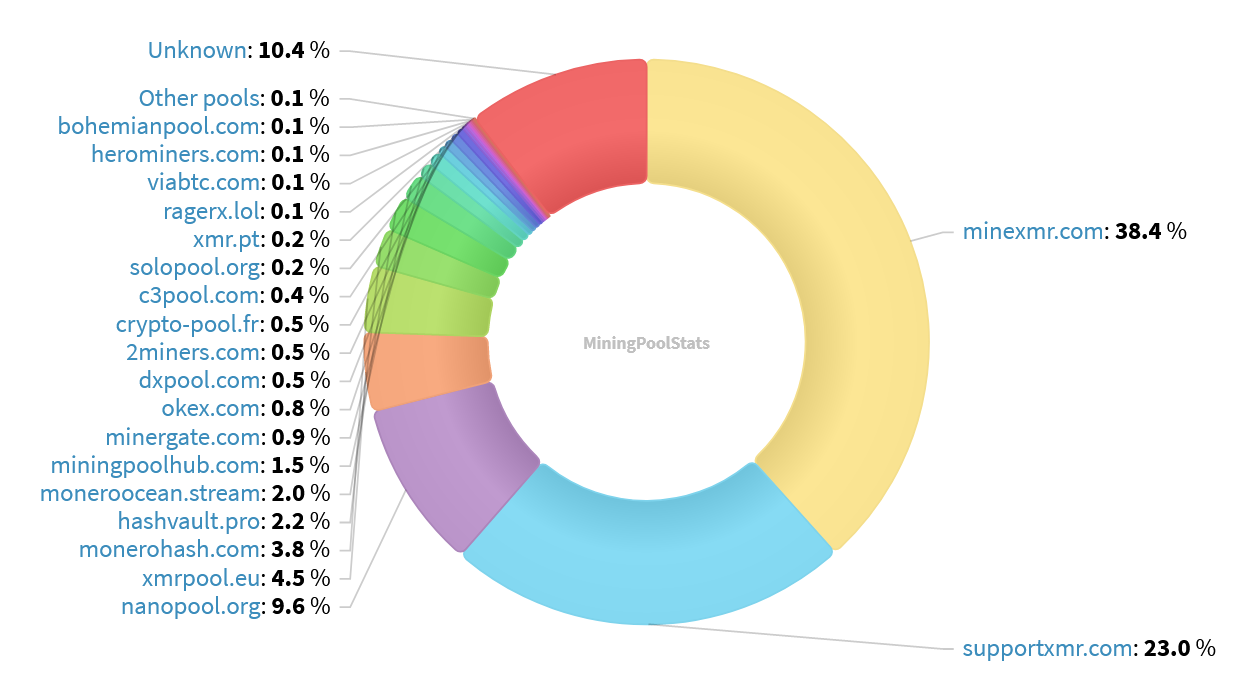 Unknown: 10.4 %
Other pools: 0.1 %
bohemianpool.com: 0.1 %
herominers.com: 0.1 %
viabtc.com: 0.1 %
ragerx.lol: 0.1 %
xmr.pt: 0.2 %
solopool.org: 0.2 %
c3pool.com: 0.4 %
crypto-pool.fr: 0.5 %
2miners.com: 0.5 %
dxpool.com: 0.5 %
okex.com: 0.8 %
minergate.com: 0.9 %
miningpoolhub.com: 1.5 %
moneroocean.stream: 2.0 %
hashvault.pro: 2.2 %
monerohash.com: 3.8 %
xmrpool.eu: 4.5 %
nanopool.org: 9.6 %
MiningPoolStats
minexmr.com: 38.4 %
supportxmr.com: 23.0 %